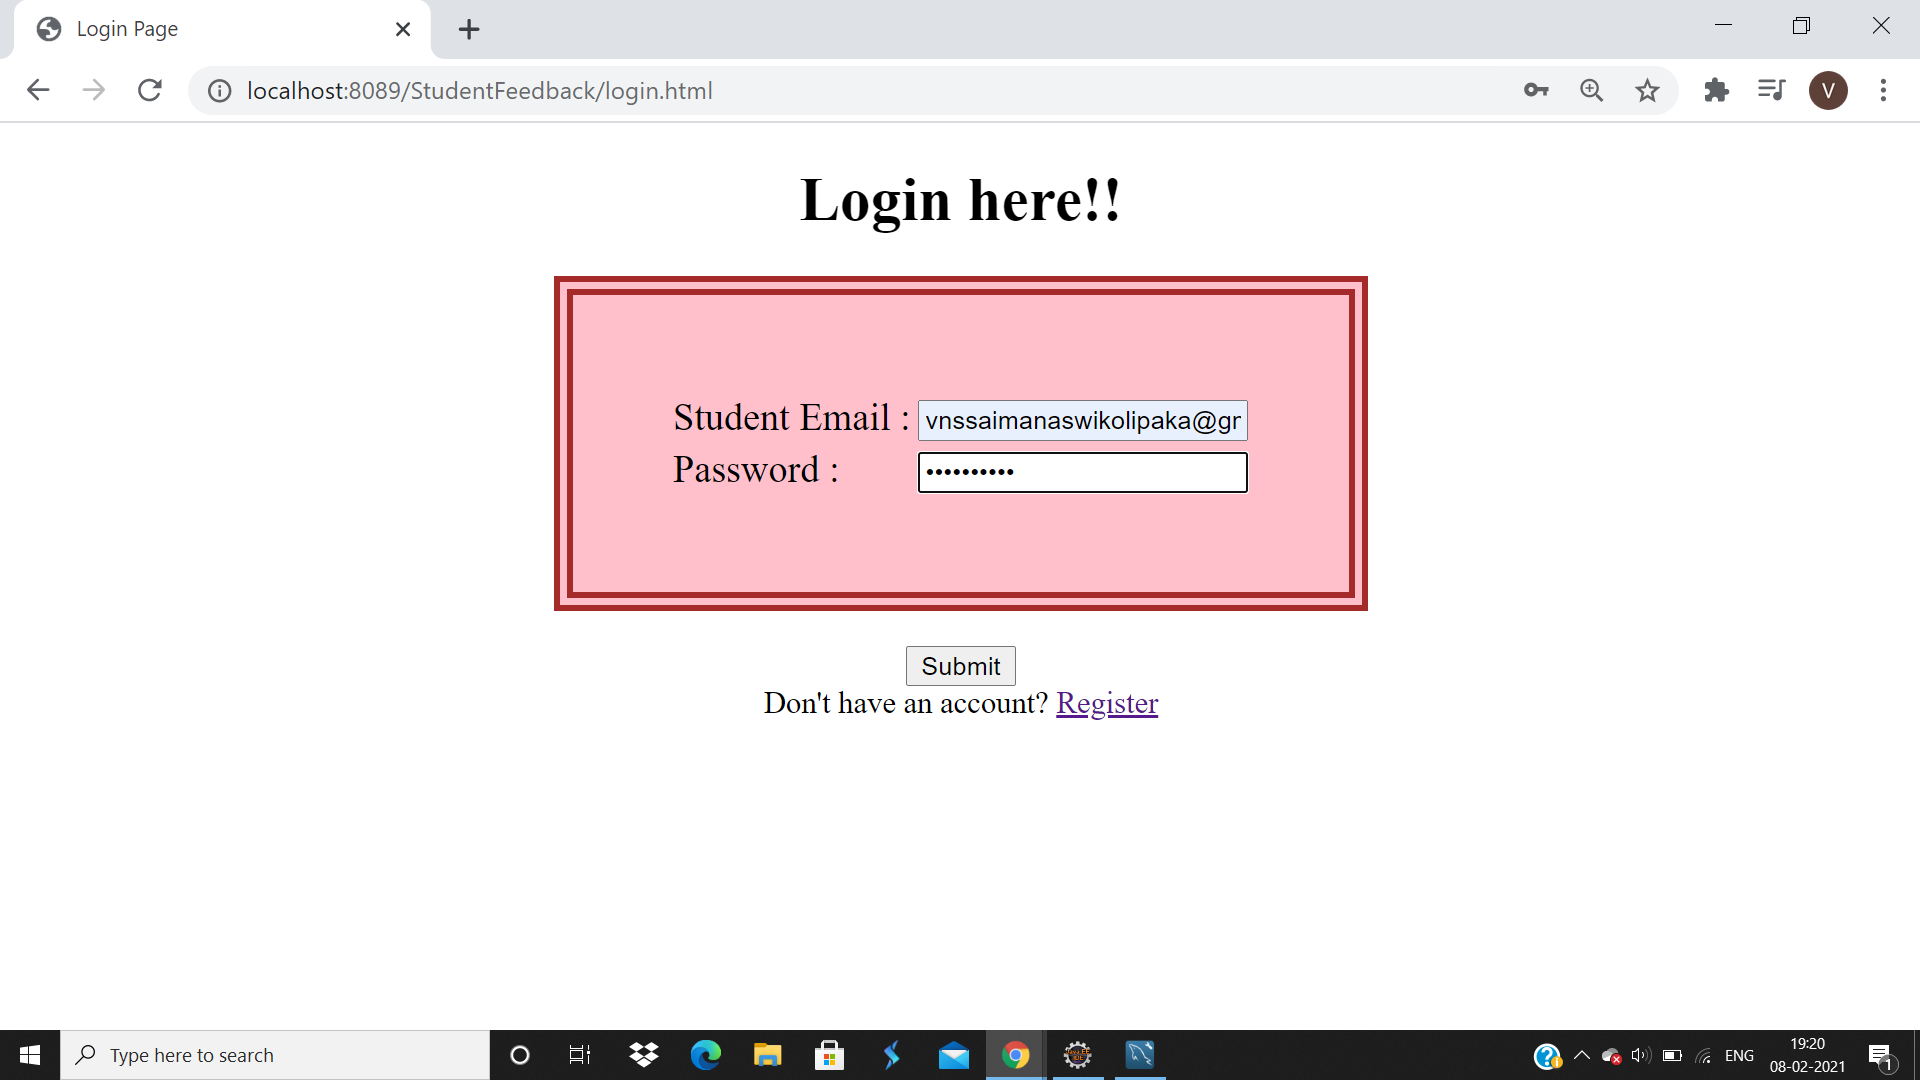 Login Page
localhost:8089/StudentFeedback/login.html
V
Login here!!
Student Email : vnssaimanaswikolipaka@gr
Password : ••••••••••
Submit
Don't have an account? Register
Type here to search
ENG
19:20
08-02-2021
1